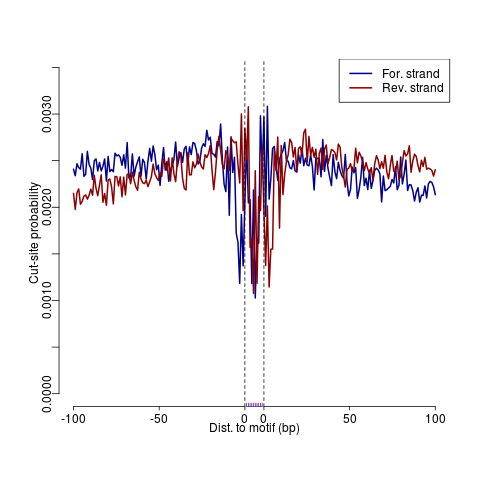 For. strand
Rev. strand
Cut-site probability
0.0000
0.0010
0.0020
0.0030
-100
-50
0
0
50
100
Dist. to motif (bp)